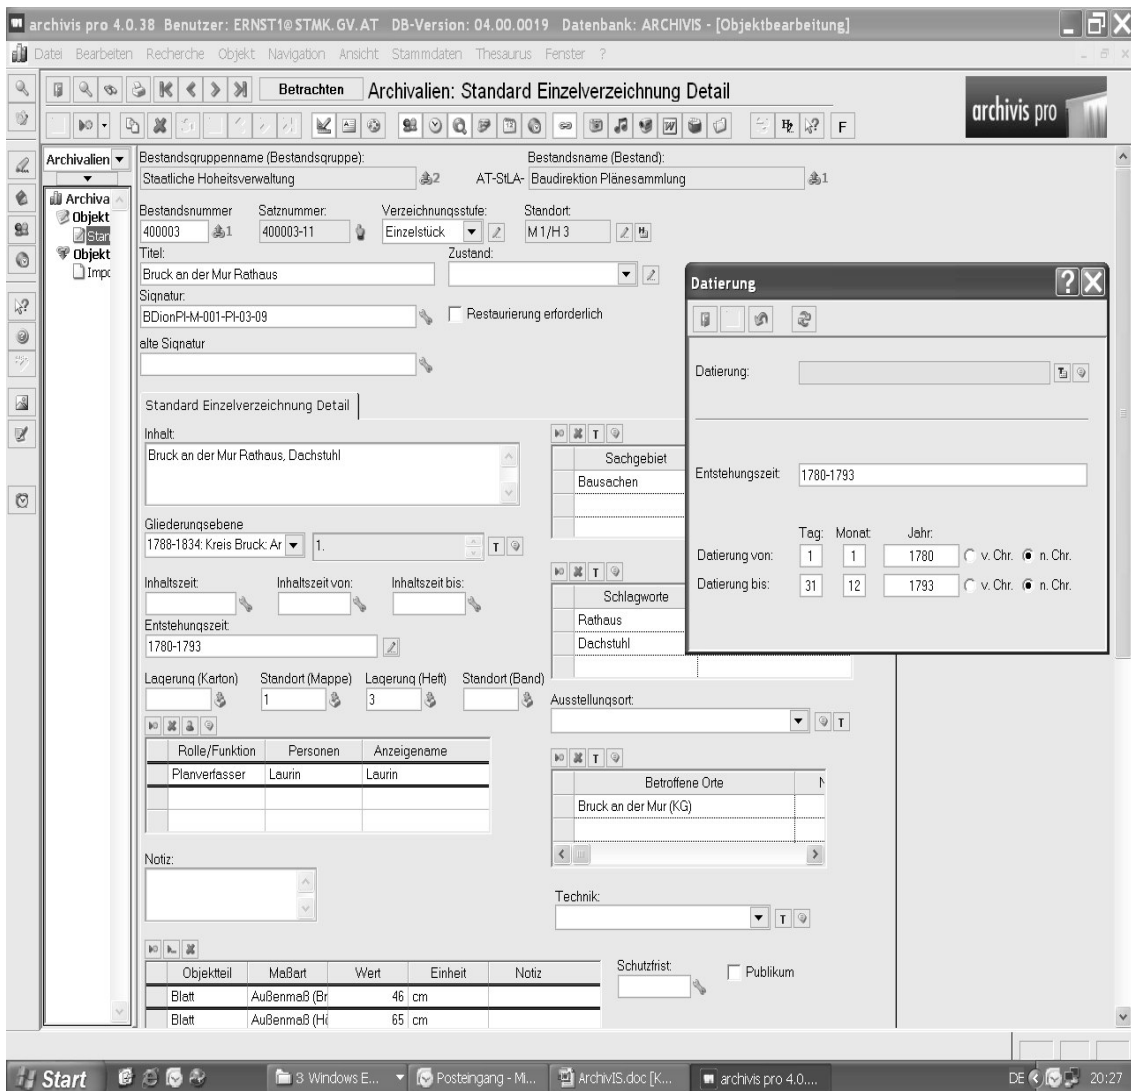 archivis pro 4.0.38 Benutzer: ERNST1@STMK.GV.AT DB-Version: 04.00.0019 Datenbank: ARCHIVIS - [Objektbearbeitung]
Datei Bearbeiten Recherche Objekt Navigation Ansicht Stammdaten Thesaurus Fenster ?
Betrachten Archivalien: Standard Einzelverzeichnung Detail
archivis pro
F
Archivalien
Archiva
Objekt
Stan
Objekt
Impo
Bestandsgruppenname (Bestandsgruppe): Bestandsname (Bestand):
Staatliche Hoheitsverwaltung 2 AT-StLA- Baudirektion Plänesammlung 1
Bestandsnummer Satznummer: Verzeichnungsstufe: Standort:
400003 1 400003-11 Einzelstück M 1/H 3
Titel: Zustand:
Bruck an der Mur Rathaus
Signatur:
BDionPl-M-001-Pl-03-09 Restaurierung erforderlich
alte Signatur
Standard Einzelverzeichnung Detail
Inhalt:
Bruck an der Mur Rathaus, Dachstuhl
Gliederungsebene
1788-1834: Kreis Bruck: Ar 1. T
Inhaltszeit: Inhaltszeit von: Inhaltszeit bis:
Entstehungszeit:
1780-1793
Lagerung (Karton) Standort (Mappe) Lagerung (Heft) Standort (Band)
1 3
Rolle/Funktion Personen Anzeigename
Planverfasser Laurin Laurin
Notiz:
Objektteil Maßart Wert Einheit Notiz
Blatt Außenmaß (Br 46 cm
Blatt Außenmaß (Hö 65 cm
T
Sachgebiet
Bausachen
T
Schlagworte
Rathaus
Dachstuhl
Ausstellungsort:
T
T
Betroffene Orte N
Bruck an der Mur (KG)
Technik:
T
Schutzfrist: Publikum
Datierung
Datierung:
Entstehungszeit: 1780-1793
Tag: Monat: Jahr:
Datierung von: 1 1 1780 v. Chr. n. Chr.
Datierung bis: 31 12 1793 v. Chr. n. Chr.
Start 3 Windows E... Posteingang - Mi... ArchivIS.doc [K... archivis pro 4.0.... DE 20:27